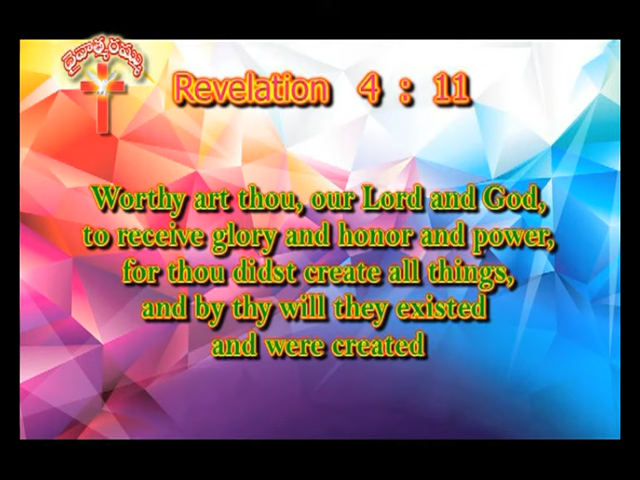 దైవాత్మ రహస్యం
Revelation 4 : 11
Worthy art thou, our Lord and God,
to receive glory and honor and power,
for thou didst create all things,
and by thy will they existed
and were created